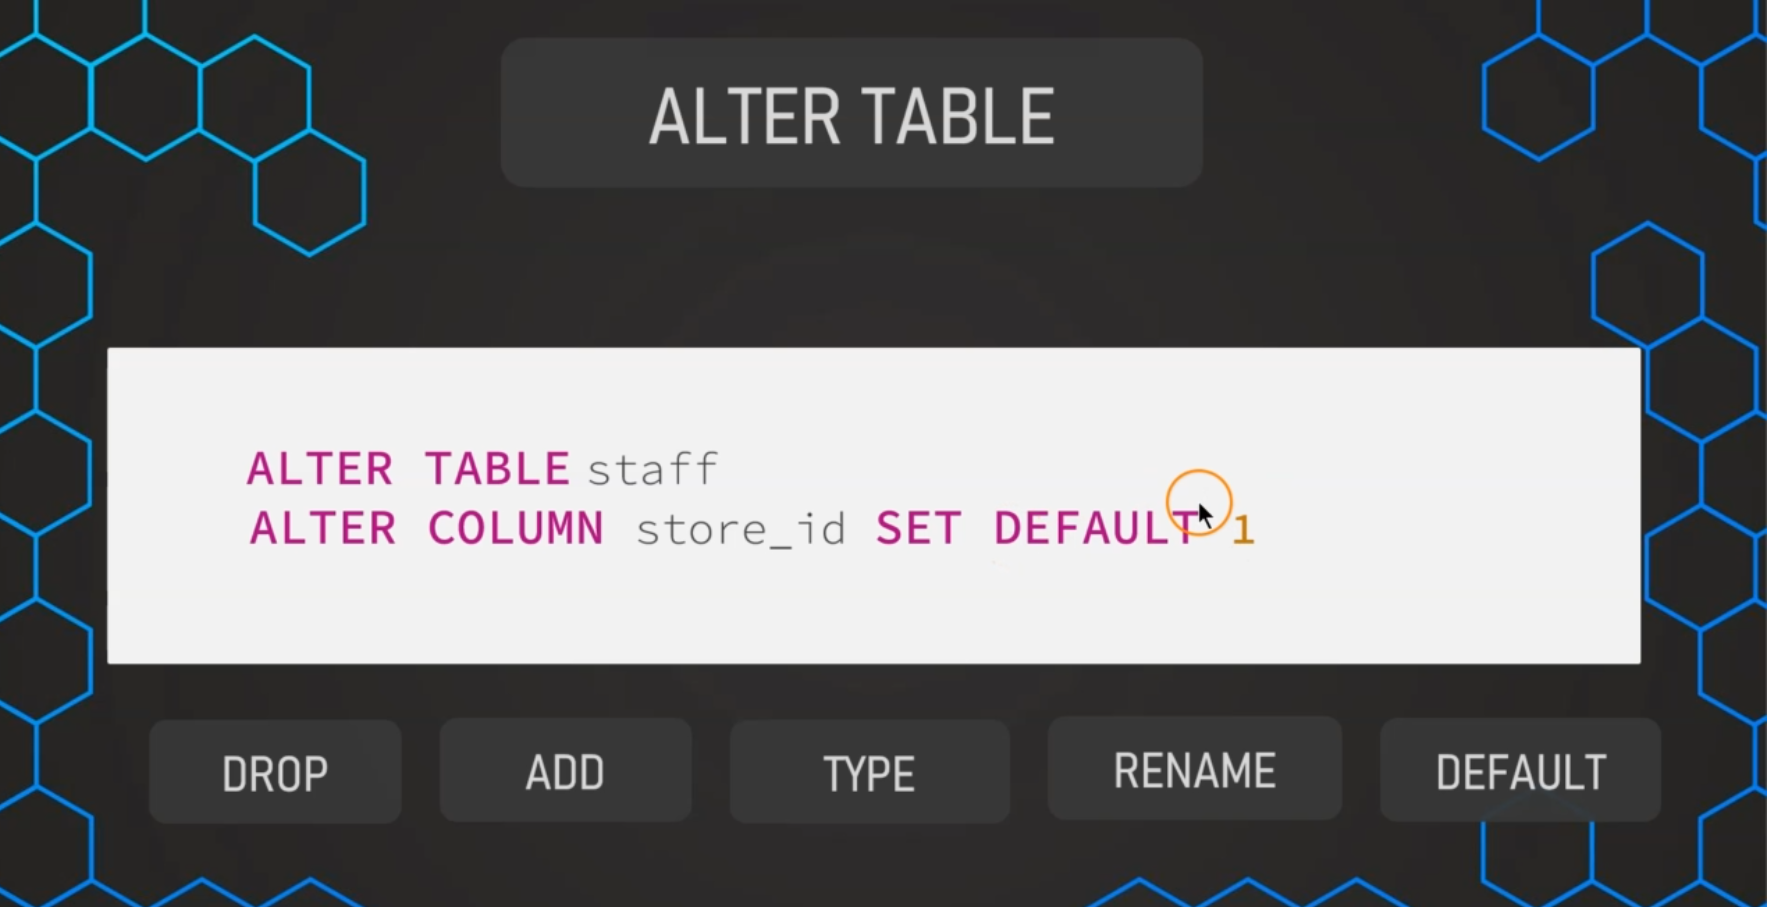 ALTER TABLE
ALTER TABLE staff
ALTER COLUMN store_id SET DEFAULT 1
DROP
ADD
TYPE
RENAME
DEFAULT